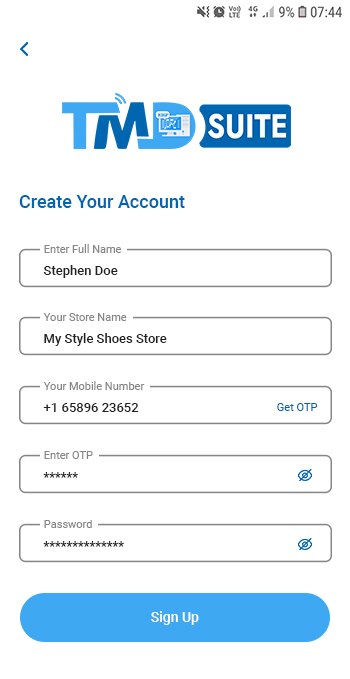 Vo) LTE 4G 9% 07:44
TMD SUITE
Create Your Account
Enter Full Name
Stephen Doe
Your Store Name
My Style Shoes Store
Your Mobile Number
+1 65896 23652 Get OTP
Enter OTP
******
Password
**************
Sign Up